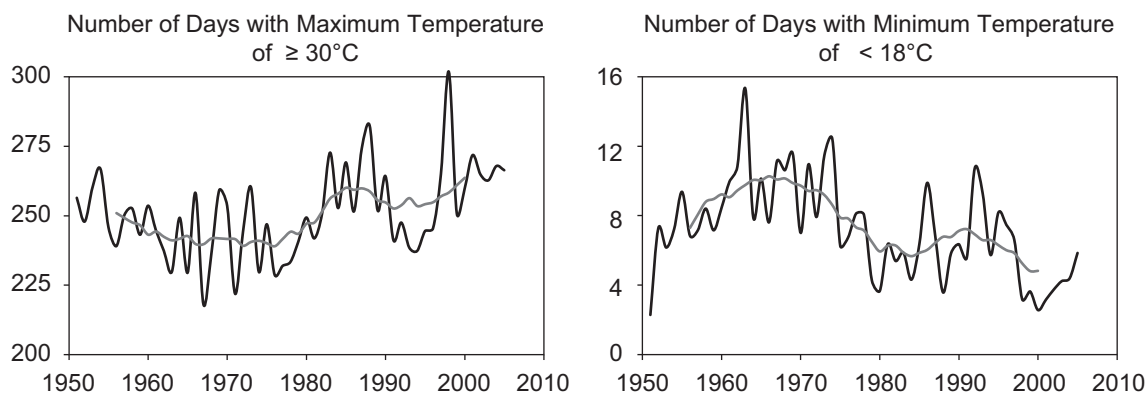 Number of Days with Maximum Temperature
of ≥ 30°C
300
275
250
225
200
1950 1960 1970 1980 1990 2000 2010
Number of Days with Minimum Temperature
of < 18°C
16
12
8
4
0
1950 1960 1970 1980 1990 2000 2010